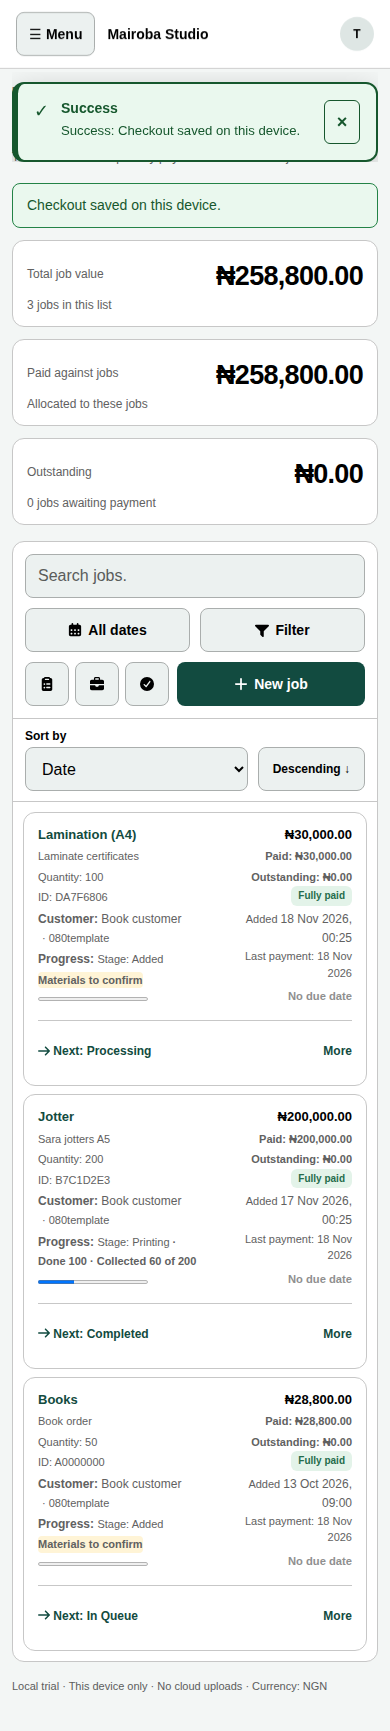 ☰ Menu
Mairoba Studio
T
✓ Success
Success: Checkout saved on this device.
×
Checkout saved on this device.
Total job value
₦258,800.00
3 jobs in this list
Paid against jobs
₦258,800.00
Allocated to these jobs
Outstanding
₦0.00
0 jobs awaiting payment
Search jobs.
All dates
Filter
+ New job
Sort by
Date
Descending ↓
Lamination (A4)
₦30,000.00
Laminate certificates
Paid: ₦30,000.00
Quantity: 100
Outstanding: ₦0.00
ID: DA7F6806
Fully paid
Customer: Book customer
· 080template
Added 18 Nov 2026,
00:25
Progress: Stage: Added
Materials to confirm
Last payment: 18 Nov
2026
No due date
→ Next: Processing
More
Jotter
₦200,000.00
Sara jotters A5
Paid: ₦200,000.00
Quantity: 200
Outstanding: ₦0.00
ID: B7C1D2E3
Fully paid
Customer: Book customer
· 080template
Added 17 Nov 2026,
00:25
Progress: Stage: Printing ·
Done 100 · Collected 60 of 200
Last payment: 18 Nov
2026
No due date
→ Next: Completed
More
Books
₦28,800.00
Book order
Paid: ₦28,800.00
Quantity: 50
Outstanding: ₦0.00
ID: A0000000
Fully paid
Customer: Book customer
· 080template
Added 13 Oct 2026,
09:00
Progress: Stage: Added
Materials to confirm
Last payment: 18 Nov
2026
No due date
→ Next: In Queue
More
Local trial · This device only · No cloud uploads · Currency: NGN